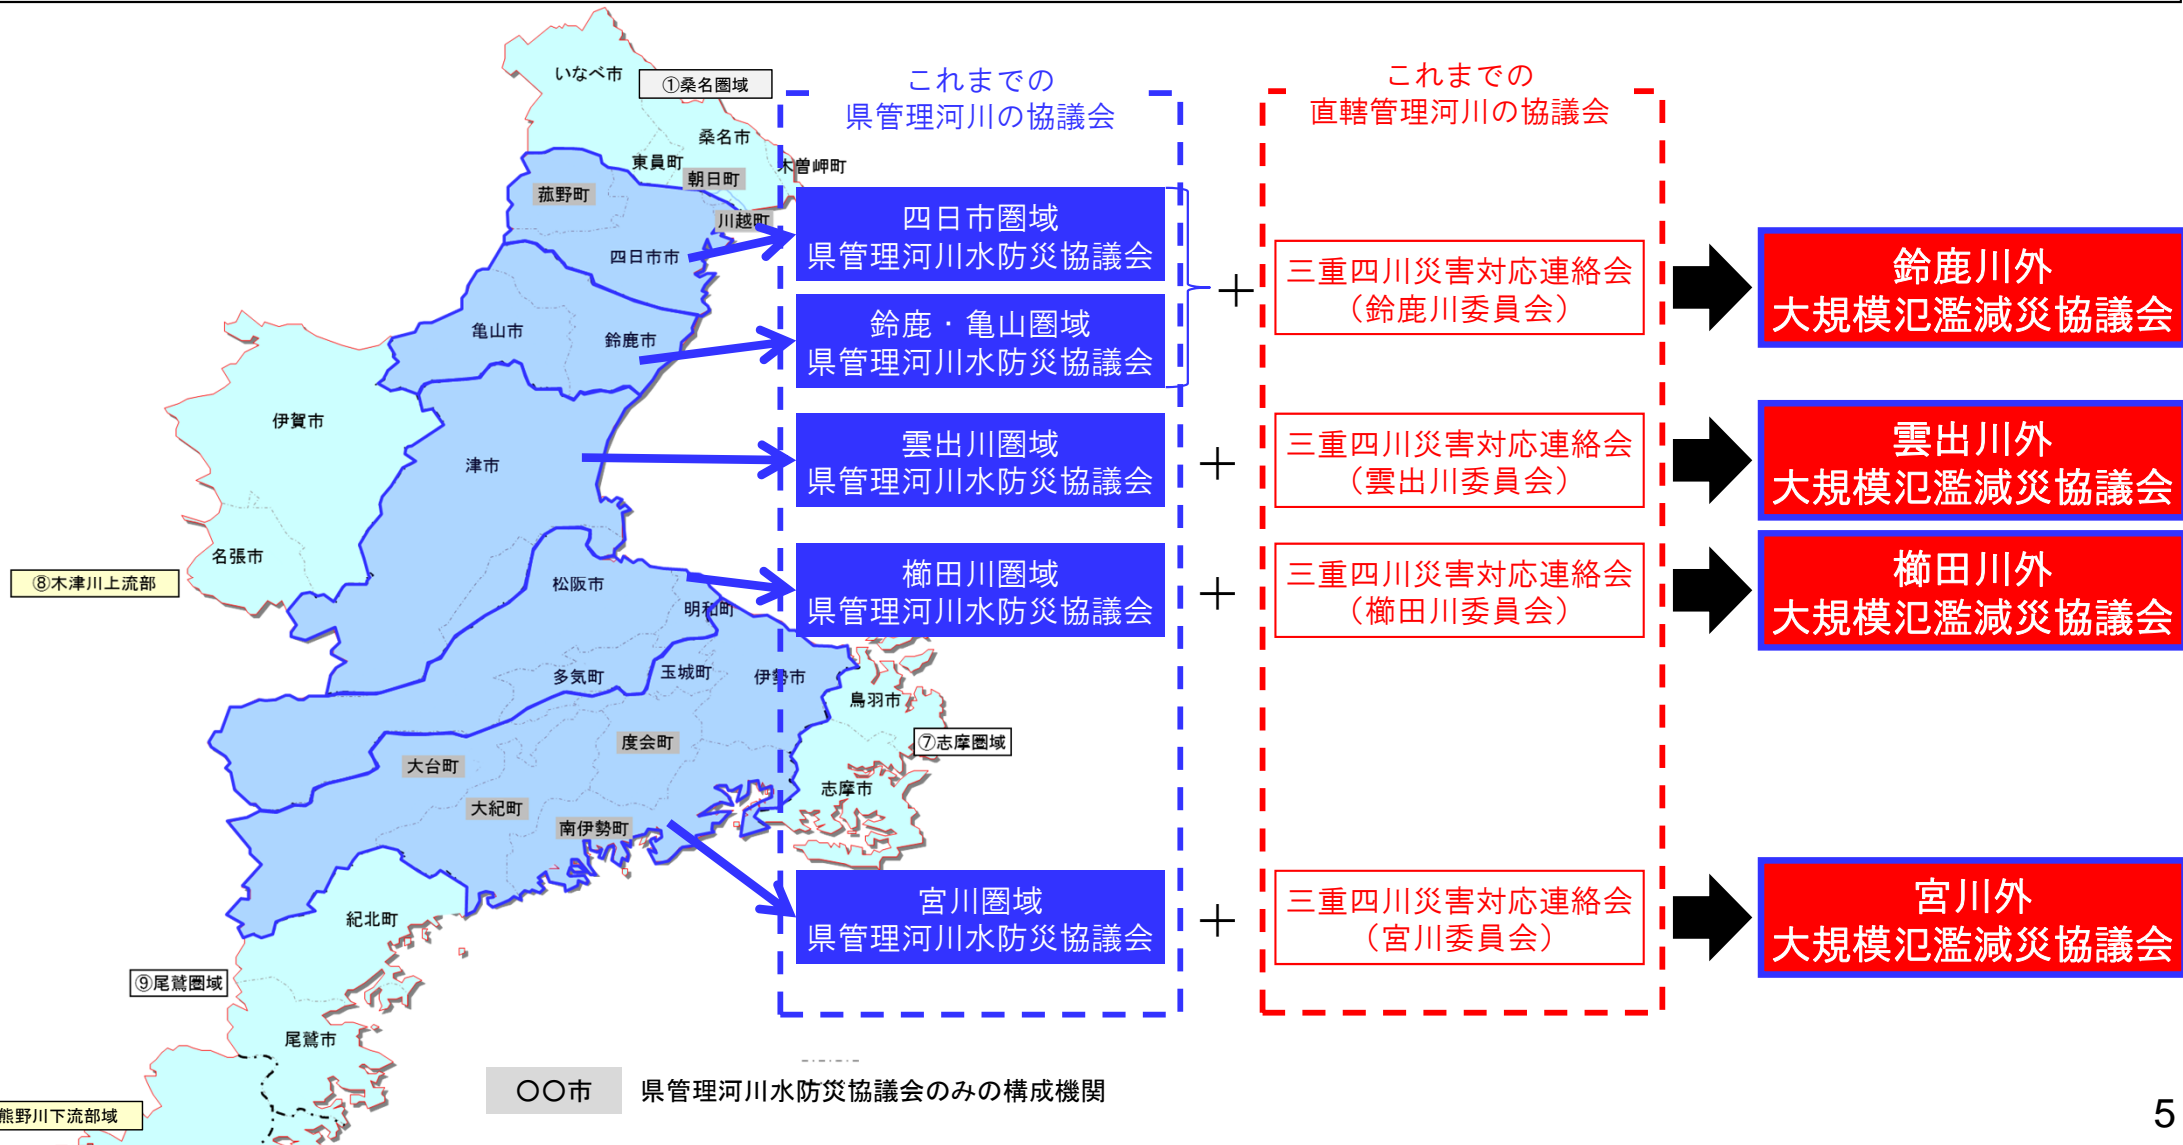 いなべ市
①桑名圏域
桑名市
東員町
木曽岬町
朝日町
菰野町
川越町
四日市市
亀山市
鈴鹿市
伊賀市
津市
名張市
⑧木津川上流部
松阪市
明和町
多気町
玉城町
伊勢市
鳥羽市
⑦志摩圏域
度会町
大台町
志摩市
大紀町
南伊勢町
紀北町
⑨尾鷲圏域
尾鷲市
熊野川下流部域
これまでの
県管理河川の協議会
これまでの
直轄管理河川の協議会
四日市圏域
県管理河川水防災協議会
鈴鹿・亀山圏域
県管理河川水防災協議会
+
三重四川災害対応連絡会
（鈴鹿川委員会）
鈴鹿川外
大規模氾濫減災協議会
雲出川圏域
県管理河川水防災協議会
+
三重四川災害対応連絡会
（雲出川委員会）
雲出川外
大規模氾濫減災協議会
櫛田川圏域
県管理河川水防災協議会
+
三重四川災害対応連絡会
（櫛田川委員会）
櫛田川外
大規模氾濫減災協議会
宮川圏域
県管理河川水防災協議会
+
三重四川災害対応連絡会
（宮川委員会）
宮川外
大規模氾濫減災協議会
〇〇市 県管理河川水防災協議会のみの構成機関
5